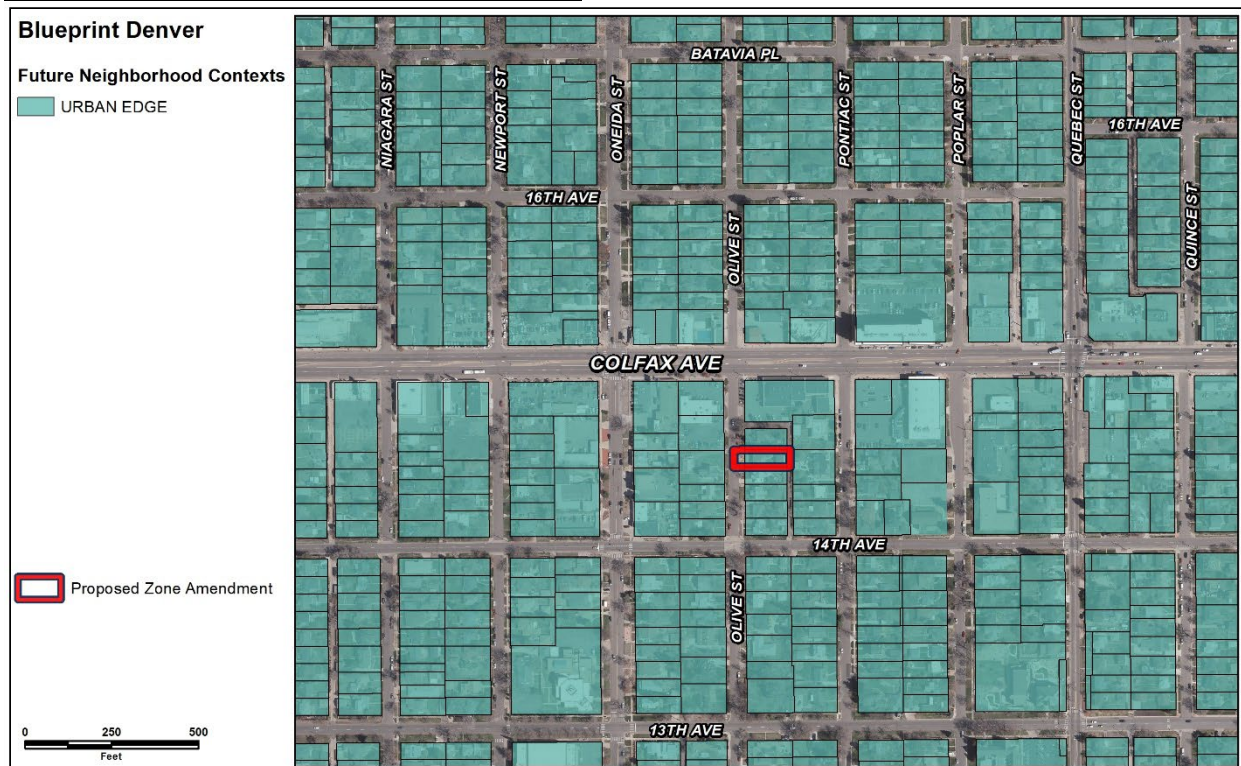 Blueprint Denver
Future Neighborhood Contexts
URBAN EDGE
Proposed Zone Amendment
0 250 500
Feet
BATAVIA PL
NIAGARA ST
NEWPORT ST
ONEIDA ST
PONTIAC ST
POPLAR ST
QUEBEC ST
16TH AVE
16TH AVE
OLIVE ST
QUINCE ST
COLFAX AVE
14TH AVE
OLIVE ST
13TH AVE